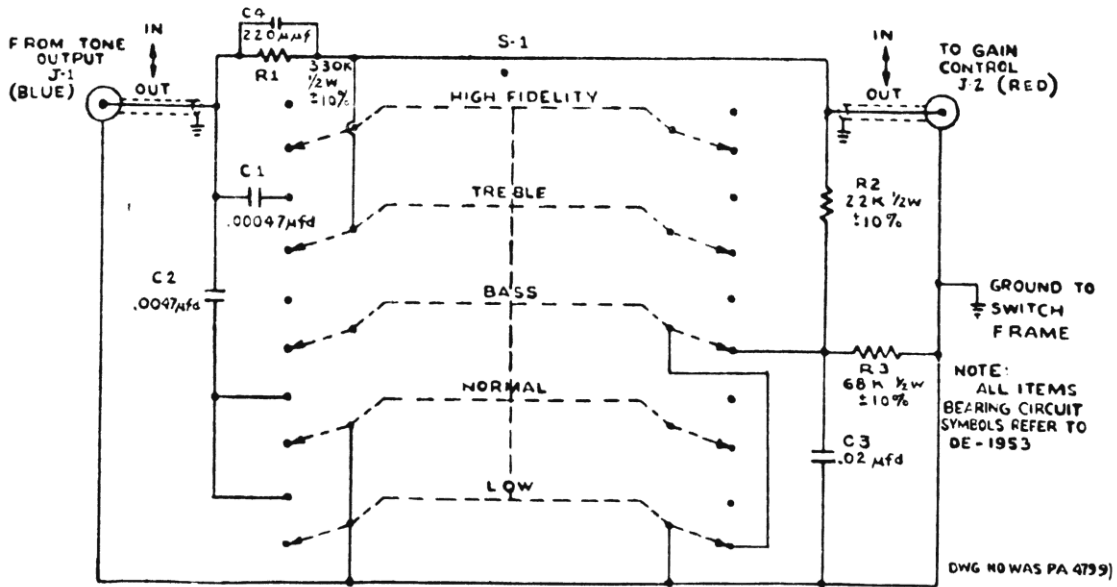 FROM TONE
OUTPUT
J-1
(BLUE)
IN
OUT
C4
220µµf
R1
330K
1/2W
±10%
S-1
IN
OUT
TO GAIN
CONTROL
J-2 (RED)
HIGH FIDELITY
C1
.00047µfd
TREBLE
R2
22K 1/2W
±10%
C2
.0047µfd
BASS
GROUND TO
SWITCH
FRAME
R3
68K 1/2W
±10%
NORMAL
NOTE:
ALL ITEMS
BEARING CIRCUIT
SYMBOLS REFER TO
DE-1953
C3
.02 µfd
LOW
DWG NO WAS PA 4799